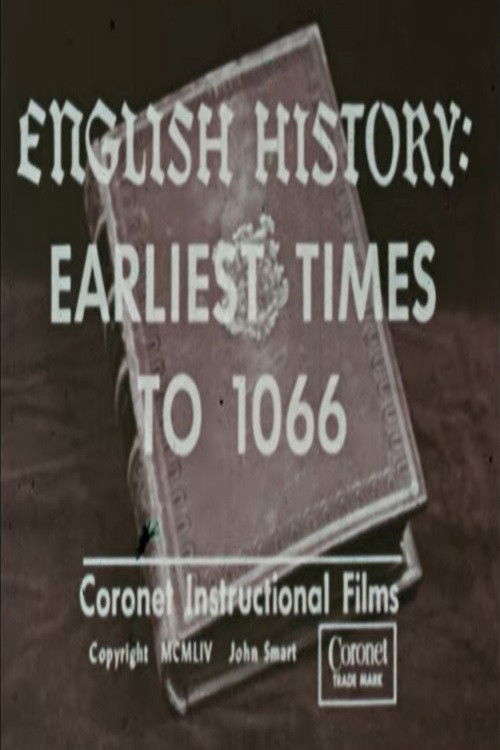 ENGLISH HISTORY:
EARLIEST TIMES
TO 1066
Coronet Instructional Films
Copyright MCMLIV John Smart
Coronet
TRADE MARK